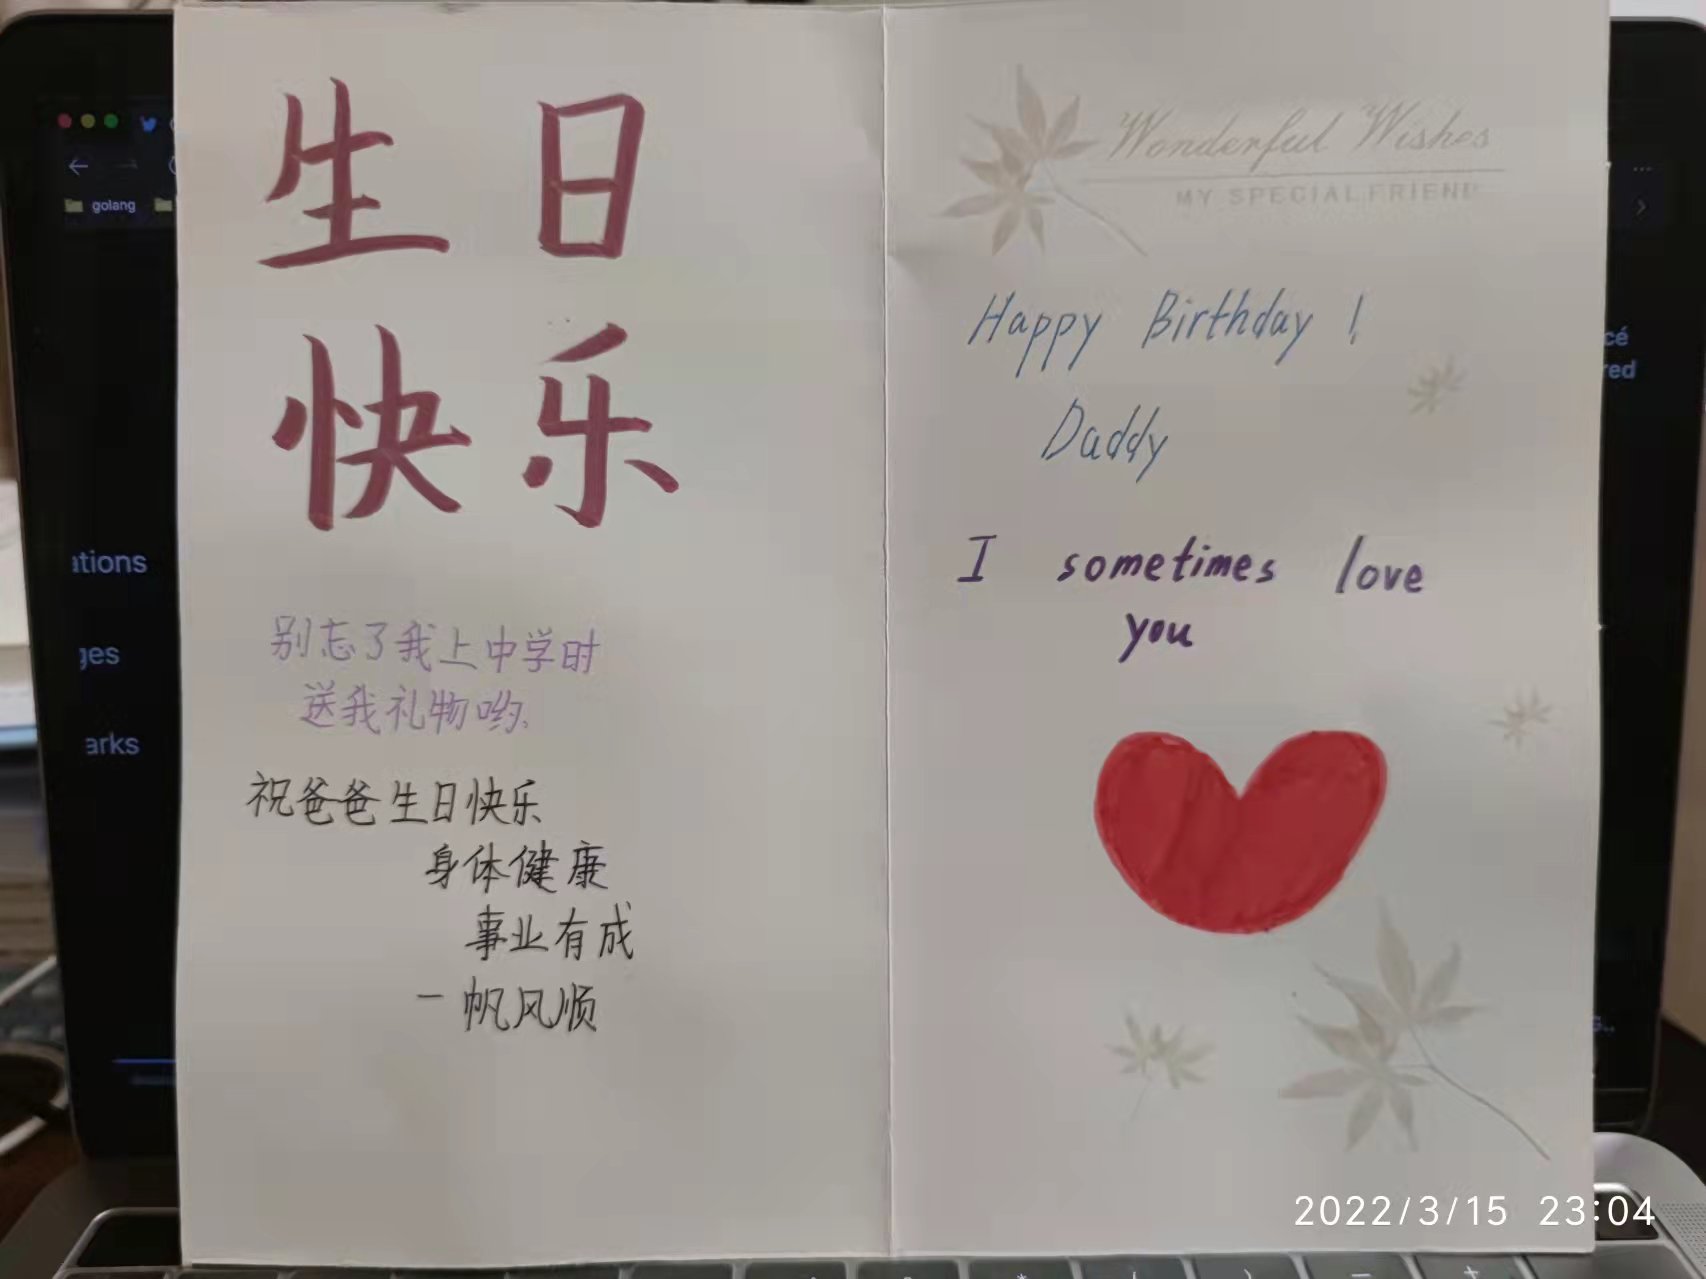 生日
快乐
别忘了我上中学时
送我礼物哟、
祝爸爸生日快乐
身体健康
事业有成
一帆风顺
Wonderful Wishes
MY SPECIAL FRIEND
Happy Birthday !
Daddy
I sometimes love
you
golang
ations
ges
arks
cé
red
2022/3/15 23:04